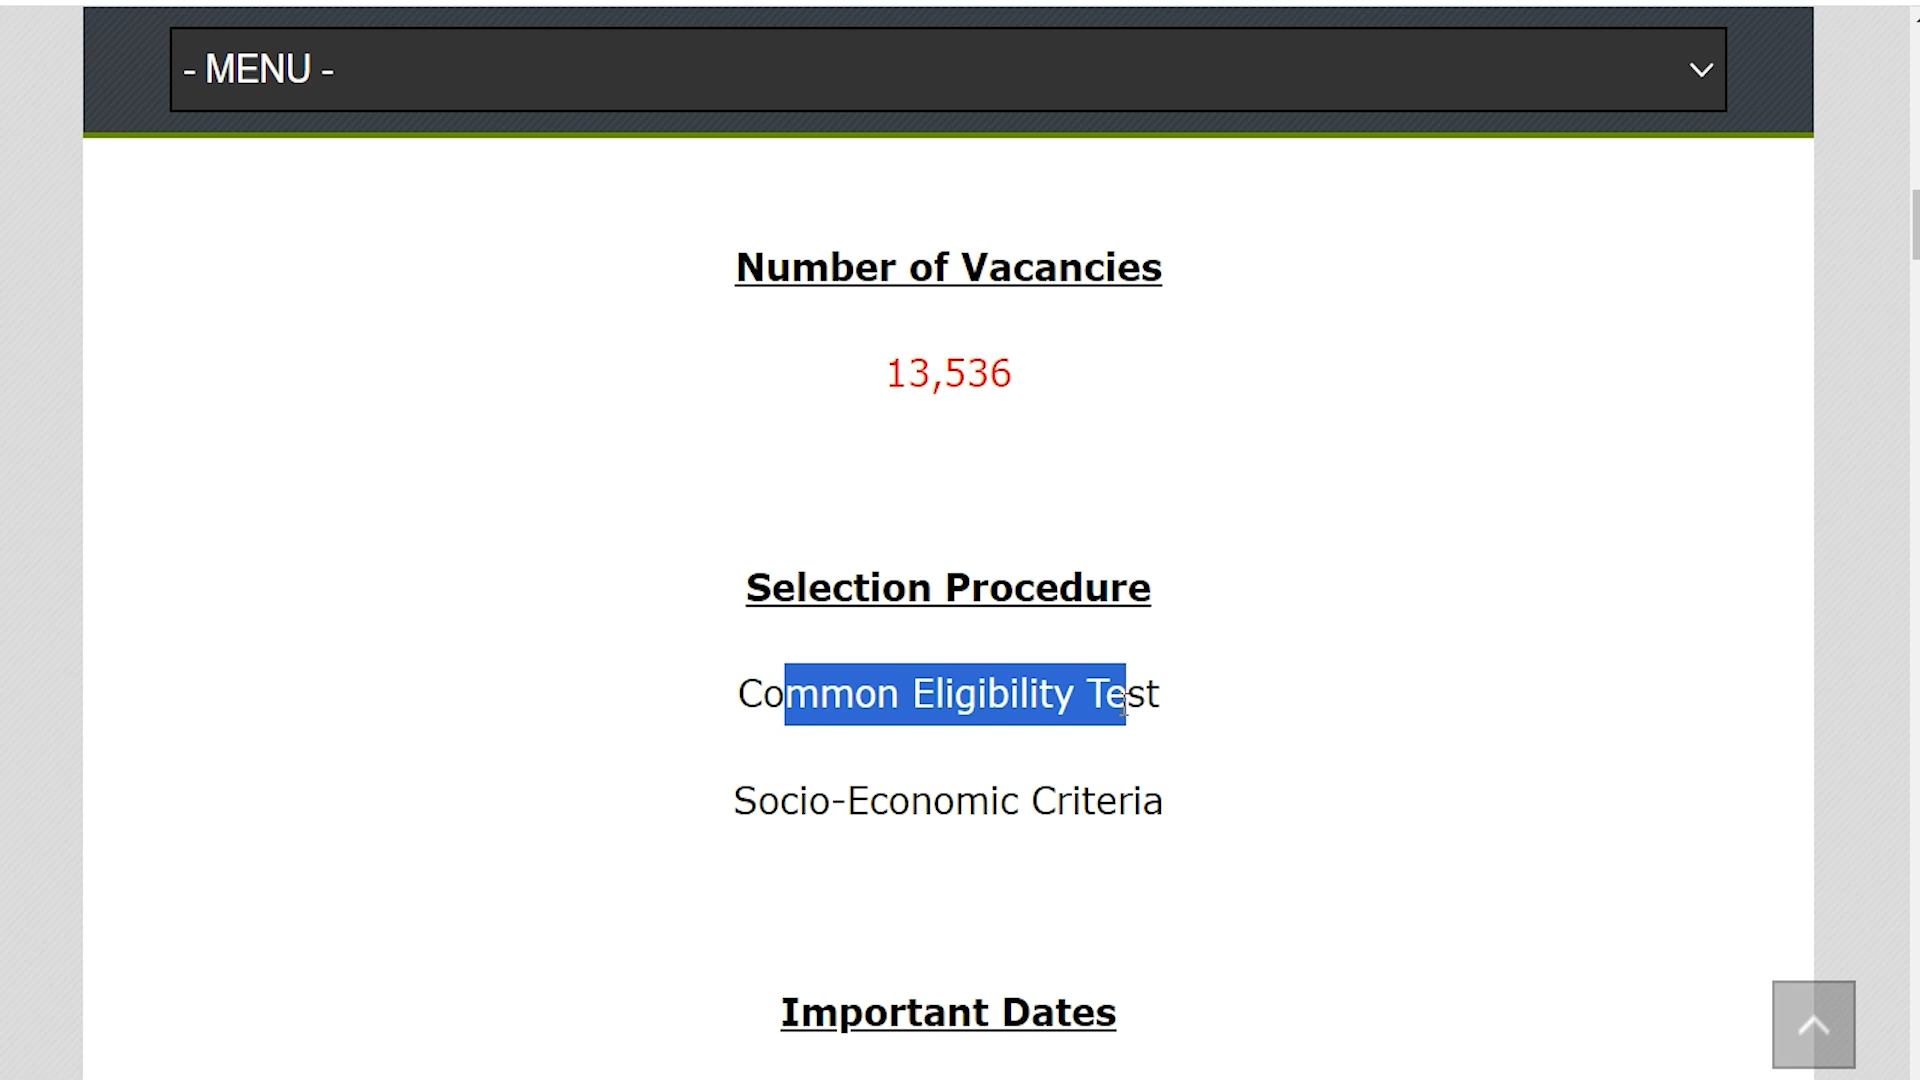 - MENU -
Number of Vacancies
13,536
Selection Procedure
Common Eligibility Test
Socio-Economic Criteria
Important Dates